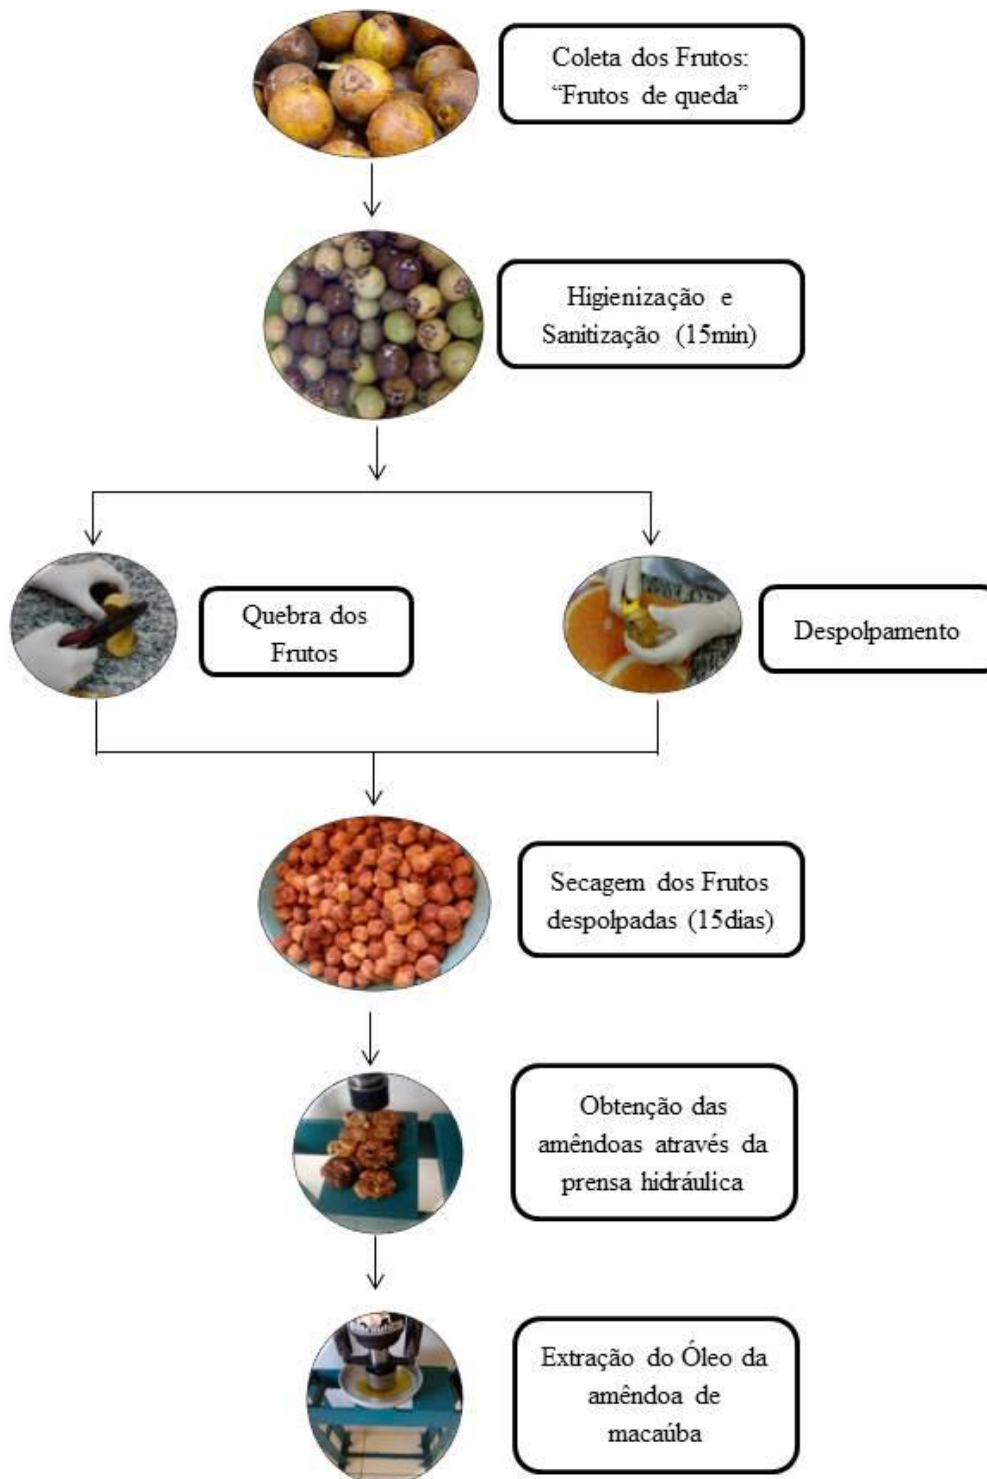 Coleta dos Frutos:
“Frutos de queda”
Higienização e
Sanitização (15min)
Quebra dos
Frutos
Despolpamento
Secagem dos Frutos
despolpadas (15dias)
Obtenção das
amêndoas através da
prensa hidráulica
Extração do Óleo da
amêndoa de
macaúba